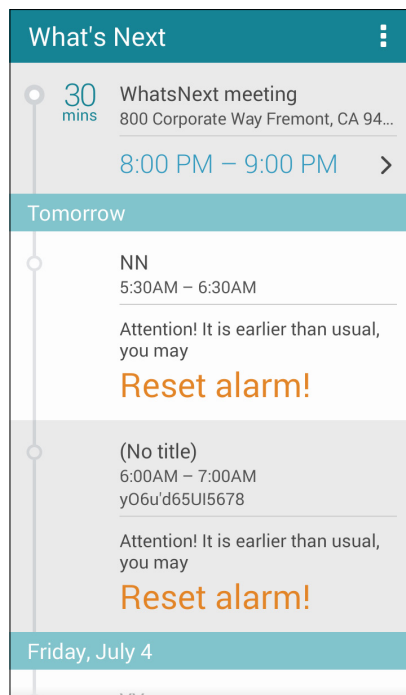 What's Next
30
mins
WhatsNext meeting
800 Corporate Way Fremont, CA 94...
8:00 PM – 9:00 PM
Tomorrow
NN
5:30AM – 6:30AM
Attention! It is earlier than usual,
you may
Reset alarm!
(No title)
6:00AM – 7:00AM
yO6u'd65UI5678
Attention! It is earlier than usual,
you may
Reset alarm!
Friday, July 4